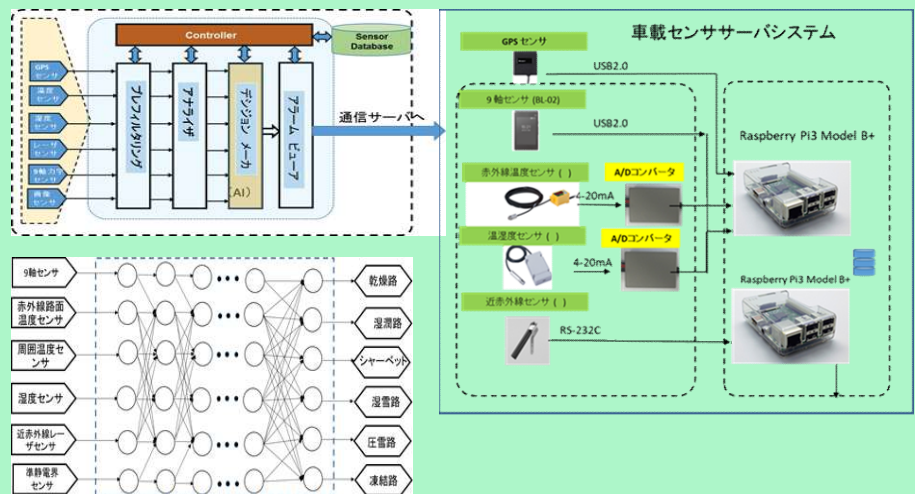 Controller
Sensor
Database
GPS
センサ
温度
センサ
湿度
センサ
レーザ
センサ
9軸力学
センサ
画像
センサ
プレフィルタリング
アナライザ
デシジョン メーカ
(AI)
アラーム ビューア
通信サーバへ
車載センササーバシステム
GPS センサ
USB2.0
9軸センサ (BL-02)
USB2.0
Raspberry Pi3 Model B+
赤外線温度センサ ( )
A/Dコンバータ
4-20mA
温湿度センサ ( )
A/Dコンバータ
4-20mA
Raspberry Pi3 Model B+
近赤外線センサ ( )
RS-232C
9軸センサ
赤外線路面
温度センサ
周囲温度セ
ンサ
湿度センサ
近赤外線レー
ザセンサ
準静電界
センサ
乾燥路
湿潤路
シャーベット
湿雪路
圧雪路
凍結路